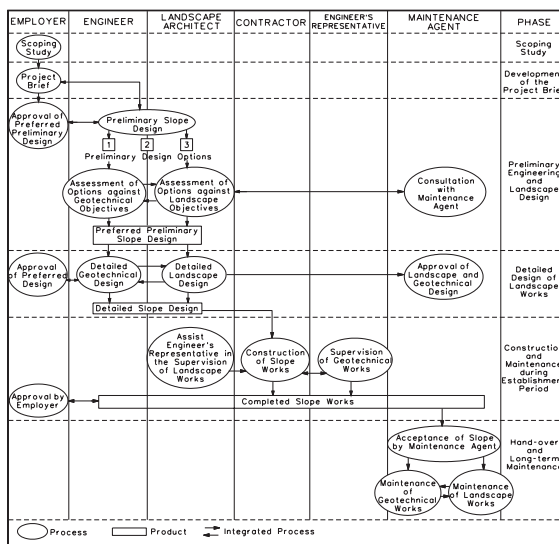 EMPLOYER
ENGINEER
LANDSCAPE
ARCHITECT
CONTRACTOR
ENGINEER'S
REPRESENTATIVE
MAINTENANCE
AGENT
PHASE
Scoping
Study
Scoping
Study
Project
Brief
Development
of the
Project Brief
Approval of
Preferred
Preliminary
Design
Preliminary Slope
Design
1
2
3
Preliminary Design Options
Assessment of
Options against
Geotechnical
Objectives
Assessment of
Options against
Landscape
Objectives
Consultation
with
Maintenance
Agent
Preliminary
Engineering
and
Landscape
Design
Preferred Preliminary
Slope Design
Approval
of Preferred
Design
Detailed
Geotechnical
Design
Detailed
Landscape
Design
Approval of
Landscape and
Geotechnical
Design
Detailed
Design of
Landscape
Works
Detailed Slope Design
Assist
Engineer's
Representative in
the Supervision of
Landscape Works
Construction
of Slope
Works
Supervision
of Geotechnical
Works
Construction
and
Maintenance
during
Establishment
Period
Approval by
Employer
Completed Slope Works
Acceptance of Slope
by Maintenance Agent
Maintenance
of
Geotechnical
Works
Maintenance
of Landscape
Works
Hand-over
and
Long-term
Maintenance
Process
Product
Integrated Process